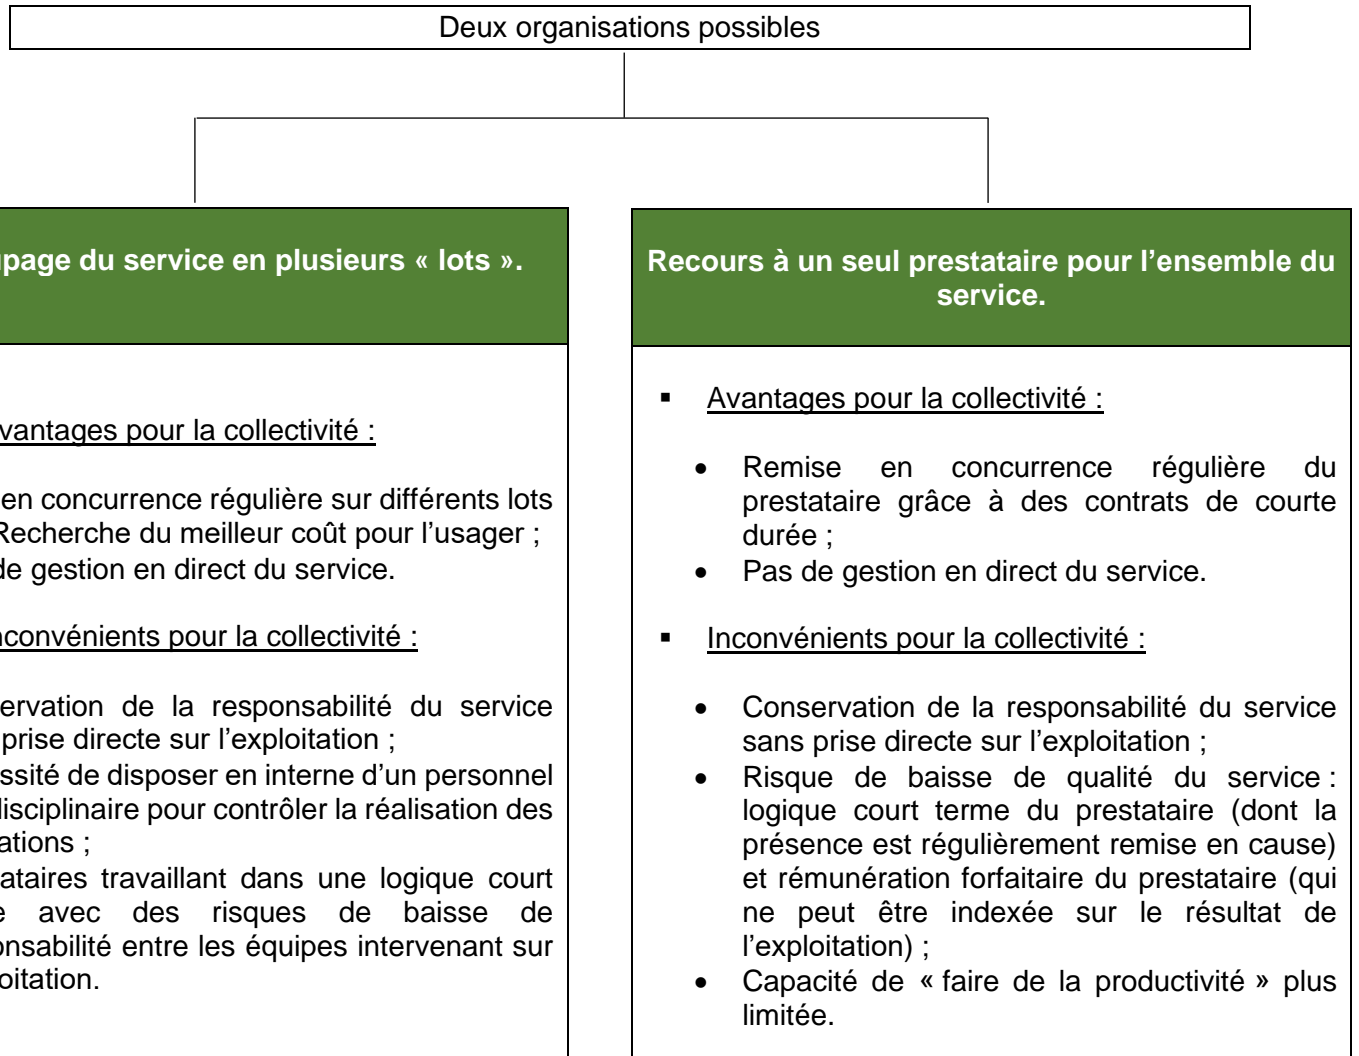 Deux organisations possibles
page du service en plusieurs « lots ».
vantages pour la collectivité :
en concurrence régulière sur différents lots
Recherche du meilleur coût pour l'usager ;
de gestion en direct du service.
nconvénients pour la collectivité :
ervation de la responsabilité du service
prise directe sur l'exploitation ;
ssité de disposer en interne d'un personnel
disciplinaire pour contrôler la réalisation des
ations ;
ataires travaillant dans une logique court
e avec des risques de baisse de
onsabilité entre les équipes intervenant sur
oitation.
Recours à un seul prestataire pour l'ensemble du
service.
▪ Avantages pour la collectivité :
• Remise en concurrence régulière du
prestataire grâce à des contrats de courte
durée ;
• Pas de gestion en direct du service.
▪ Inconvénients pour la collectivité :
• Conservation de la responsabilité du service
sans prise directe sur l'exploitation ;
• Risque de baisse de qualité du service :
logique court terme du prestataire (dont la
présence est régulièrement remise en cause)
et rémunération forfaitaire du prestataire (qui
ne peut être indexée sur le résultat de
l'exploitation) ;
• Capacité de « faire de la productivité » plus
limitée.